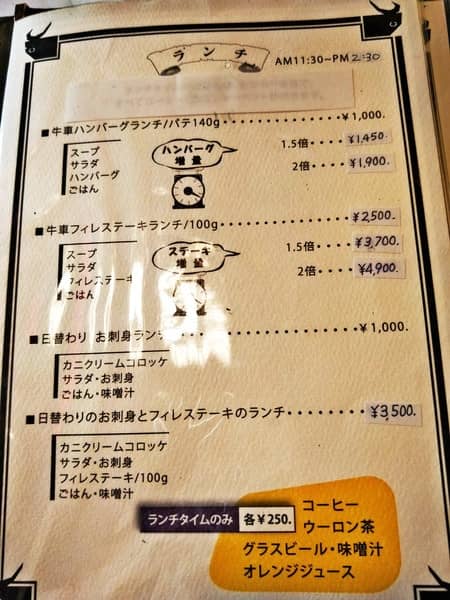 ランチ
AM11:30~PM2:30
■牛車ハンバーグランチ/パテ140g・・・・・・・・・・¥1,000.
スープ
サラダ
ハンバーグ
ごはん
ハンバーグ
増量
1.5倍・・・・¥1,450
2倍・・・・¥1,900.
■牛車フィレステーキランチ/100g・・・・・・・・・・¥2,500.
スープ
サラダ
フィレステーキ
ごはん
ステーキ
増量
1.5倍・・・・¥3,700.
2倍・・・・¥4,900.
■日替わり お刺身ランチ・・・・・・・・・・¥1,000.
カニクリームコロッケ
サラダ・お刺身
ごはん・味噌汁
■日替わりのお刺身とフィレステーキのランチ・・・・・・・・¥3,500.
カニクリームコロッケ
サラダ・お刺身
フィレステーキ/100g
ごはん・味噌汁
ランチタイムのみ 各¥250.
コーヒー
ウーロン茶
グラスビール・味噌汁
オレンジジュース